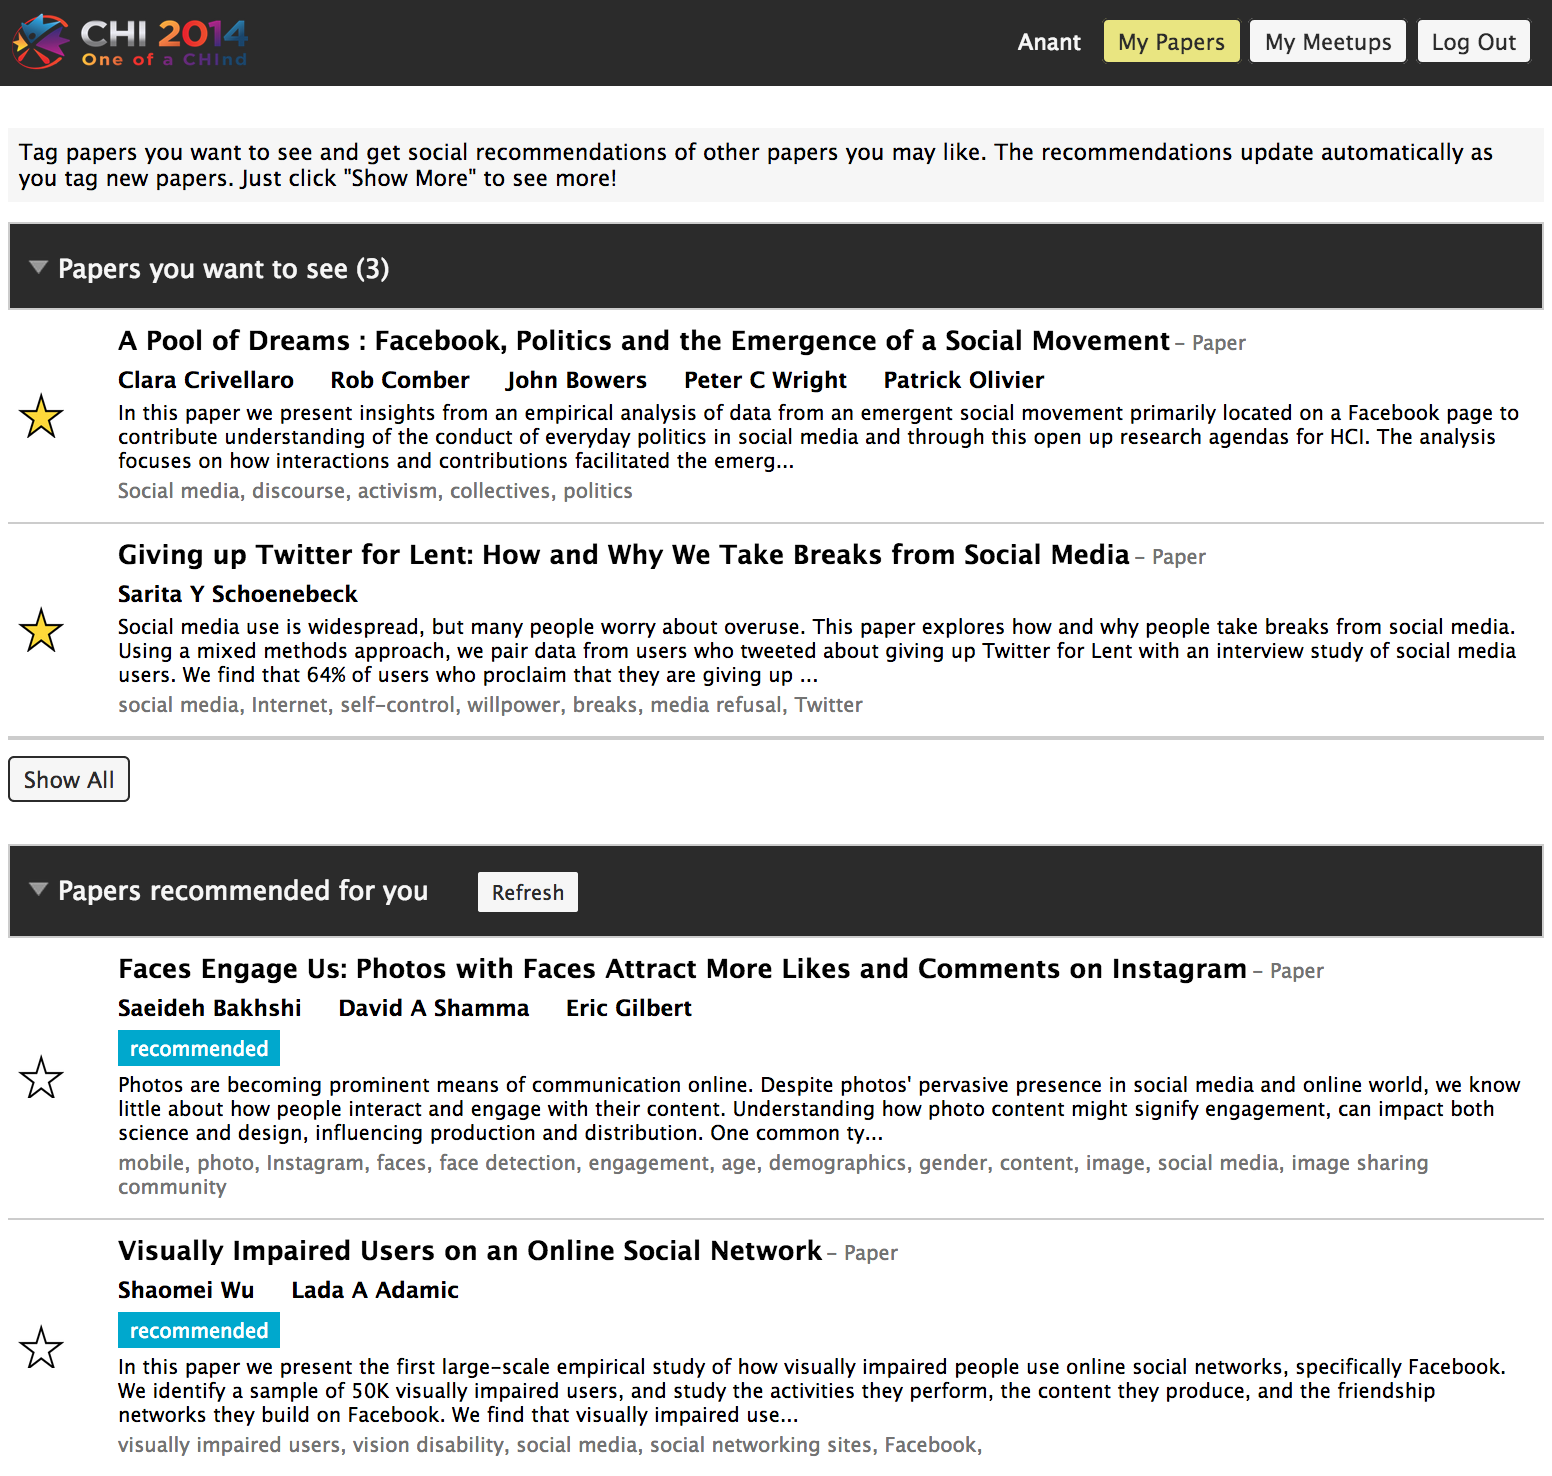 CHI 2014
One of a CHInd
Anant
My Papers
My Meetups
Log Out
Tag papers you want to see and get social recommendations of other papers you may like. The recommendations update automatically as
you tag new papers. Just click "Show More" to see more!
Papers you want to see (3)
A Pool of Dreams : Facebook, Politics and the Emergence of a Social Movement – Paper
Clara Crivellaro Rob Comber John Bowers Peter C Wright Patrick Olivier
In this paper we present insights from an empirical analysis of data from an emergent social movement primarily located on a Facebook page to
contribute understanding of the conduct of everyday politics in social media and through this open up research agendas for HCI. The analysis
focuses on how interactions and contributions facilitated the emerg...
Social media, discourse, activism, collectives, politics
Giving up Twitter for Lent: How and Why We Take Breaks from Social Media – Paper
Sarita Y Schoenebeck
Social media use is widespread, but many people worry about overuse. This paper explores how and why people take breaks from social media.
Using a mixed methods approach, we pair data from users who tweeted about giving up Twitter for Lent with an interview study of social media
users. We find that 64% of users who proclaim that they are giving up ...
social media, Internet, self-control, willpower, breaks, media refusal, Twitter
Show All
Papers recommended for you
Refresh
Faces Engage Us: Photos with Faces Attract More Likes and Comments on Instagram – Paper
Saeideh Bakhshi David A Shamma Eric Gilbert
recommended
Photos are becoming prominent means of communication online. Despite photos' pervasive presence in social media and online world, we know
little about how people interact and engage with their content. Understanding how photo content might signify engagement, can impact both
science and design, influencing production and distribution. One common ty...
mobile, photo, Instagram, faces, face detection, engagement, age, demographics, gender, content, image, social media, image sharing
community
Visually Impaired Users on an Online Social Network – Paper
Shaomei Wu Lada A Adamic
recommended
In this paper we present the first large-scale empirical study of how visually impaired people use online social networks, specifically Facebook.
We identify a sample of 50K visually impaired users, and study the activities they perform, the content they produce, and the friendship
networks they build on Facebook. We find that visually impaired use...
visually impaired users, vision disability, social media, social networking sites, Facebook,